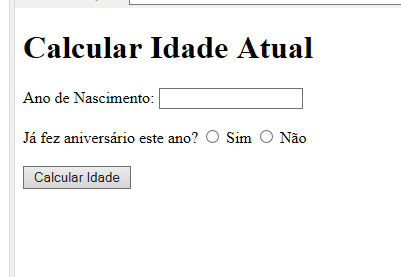 Calcular Idade Atual
Ano de Nascimento:
Já fez aniversário este ano? Sim Não
Calcular Idade